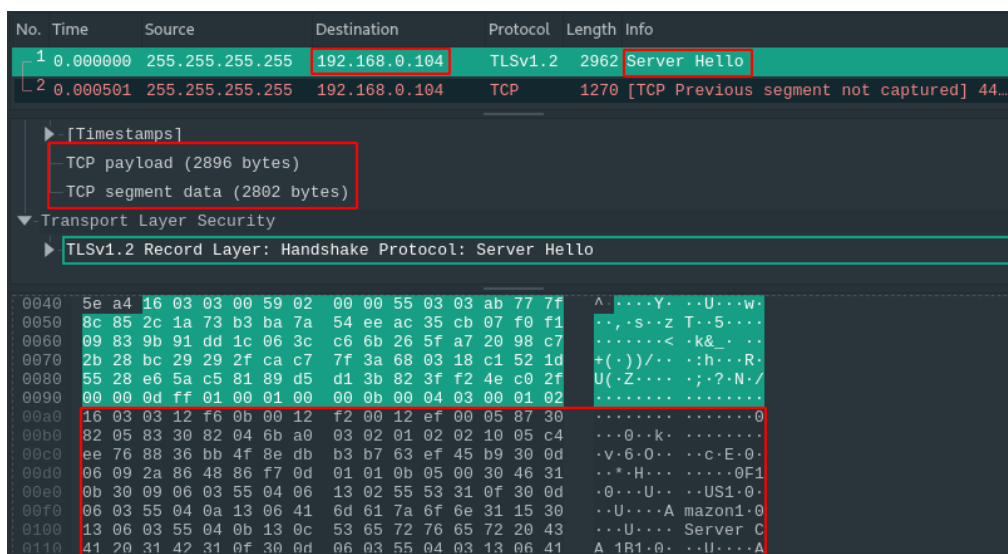 No. Time Source Destination Protocol Length Info
1 0.000000 255.255.255.255 192.168.0.104 TLSv1.2 2962 Server Hello
2 0.000501 255.255.255.255 192.168.0.104 TCP 1270 [TCP Previous segment not captured] 44…
[Timestamps]
TCP payload (2896 bytes)
TCP segment data (2802 bytes)
Transport Layer Security
TLSv1.2 Record Layer: Handshake Protocol: Server Hello
0040 5e a4 16 03 03 00 59 02 00 00 55 03 03 ab 77 7f ^·····Y· ··U···w·
0050 8c 85 2c 1a 73 b3 ba 7a 54 ee ac 35 cb 07 f0 f1 ··,·s··z T··5····
0060 09 83 9b 91 dd 1c 06 3c c6 6b 26 5f a7 20 98 c7 ·······< ·k&_· ··
0070 2b 28 bc 29 29 2f ca c7 7f 3a 68 03 18 c1 52 1d +(·))/·· ·:h···R·
0080 55 28 e6 5a c5 81 89 d5 d1 3b 82 3f f2 4e c0 2f U(·Z···· ·;·?·N·/
0090 00 00 0d ff 01 00 01 00 00 0b 00 04 03 00 01 02 ········ ········
00a0 16 03 03 12 f6 0b 00 12 f2 00 12 ef 00 05 87 30 ········ ·······0
00b0 82 05 83 30 82 04 6b a0 03 02 01 02 02 10 05 c4 ···0··k· ········
00c0 ee 76 88 36 bb 4f 8e db b3 b7 63 ef 45 b9 30 0d ·v·6·O·· ··c·E·0·
00d0 06 09 2a 86 48 86 f7 0d 01 01 0b 05 00 30 46 31 ··*·H··· ·····0F1
00e0 0b 30 09 06 03 55 04 06 13 02 55 53 31 0f 30 0d ·0···U·· ··US1·0·
00f0 06 03 55 04 0a 13 06 41 6d 61 7a 6f 6e 31 15 30 ··U····A mazon1·0
0100 13 06 03 55 04 0b 13 0c 53 65 72 76 65 72 20 43 ···U···· Server C
0110 41 20 31 42 31 0f 30 0d 06 03 55 04 03 13 06 41 A 1B1·0· ··U····A